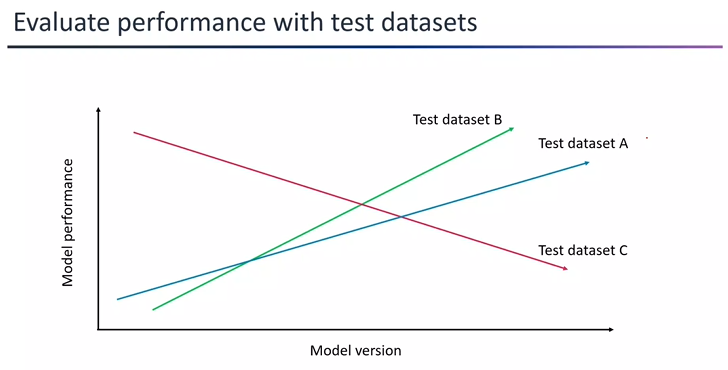 Evaluate performance with test datasets
Test dataset B
Test dataset A
Model performance
Test dataset C
Model version